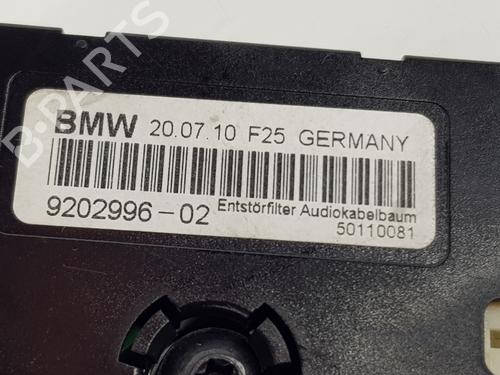 BMW 20.07.10 F25 GERMANY
9202996-02 Entstörfilter Audiokabelbaum
50110081
B-PARTS